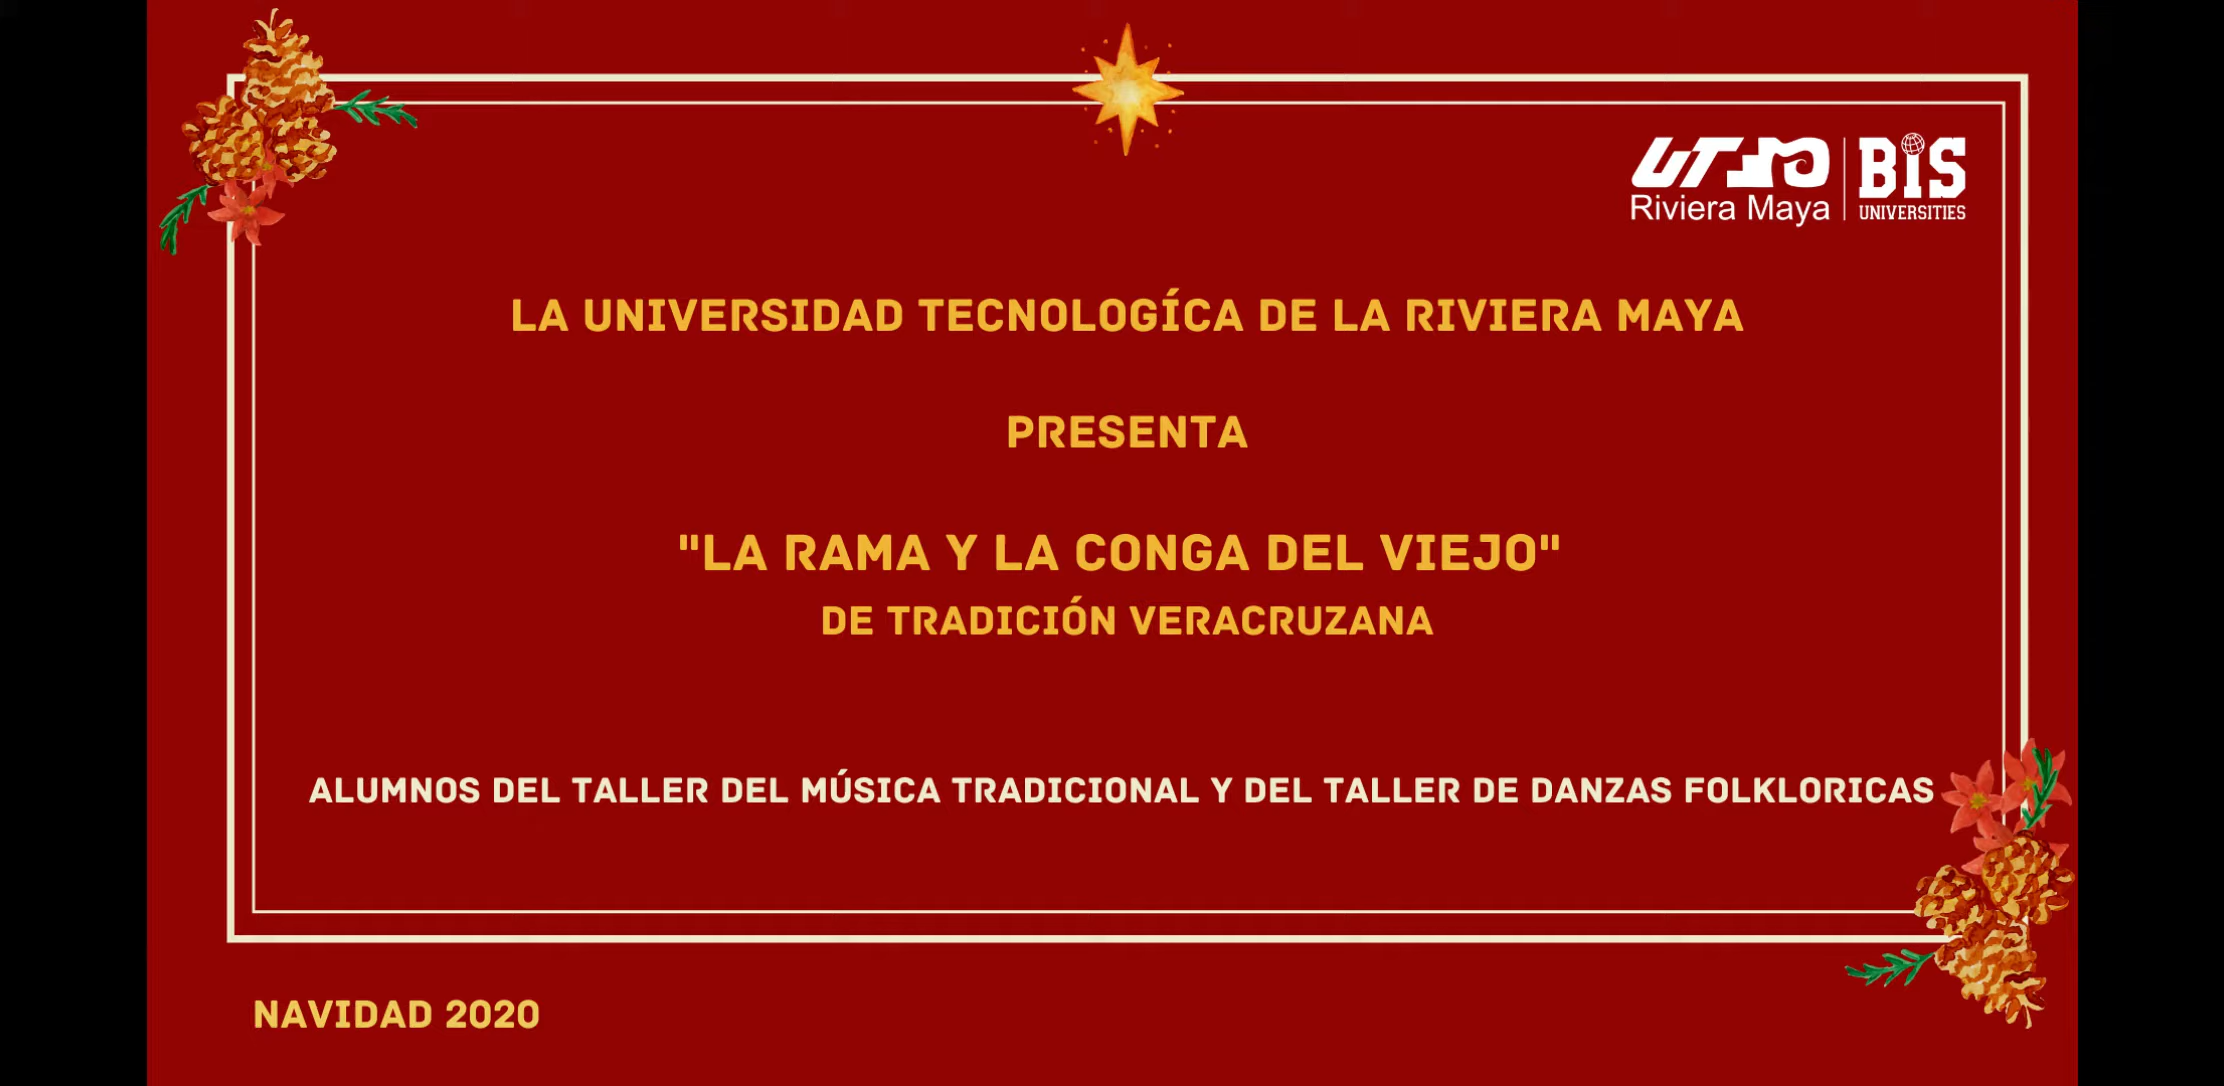 UT
Riviera Maya
BIS
UNIVERSITIES
LA UNIVERSIDAD TECNOLOGÍCA DE LA RIVIERA MAYA
PRESENTA
"LA RAMA Y LA CONGA DEL VIEJO"
DE TRADICIÓN VERACRUZANA
ALUMNOS DEL TALLER DEL MÚSICA TRADICIONAL Y DEL TALLER DE DANZAS FOLKLORICAS
NAVIDAD 2020